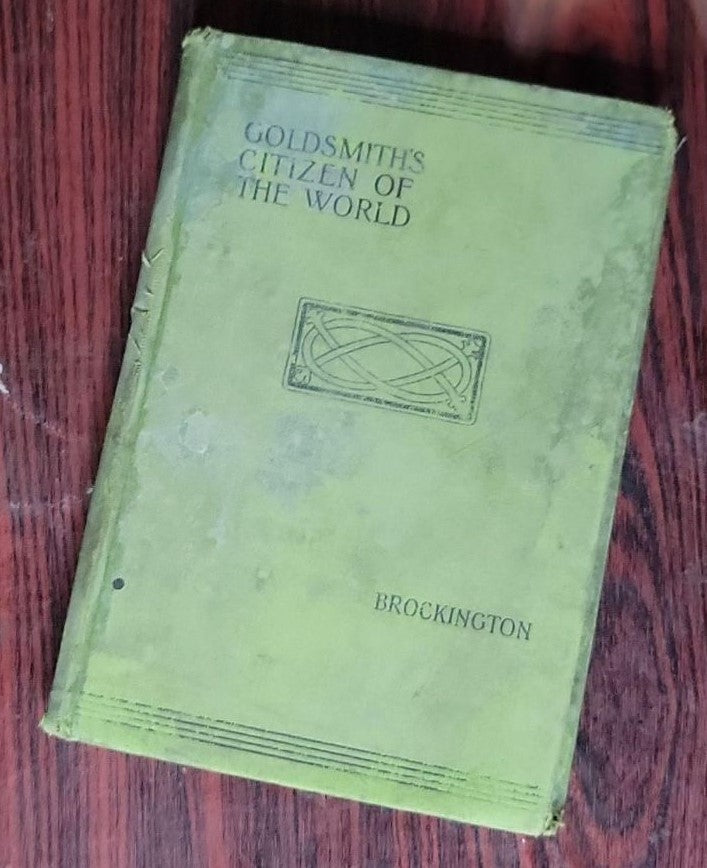 GOLDSMITH'S
CITIZEN OF
THE WORLD
BROCKINGTON